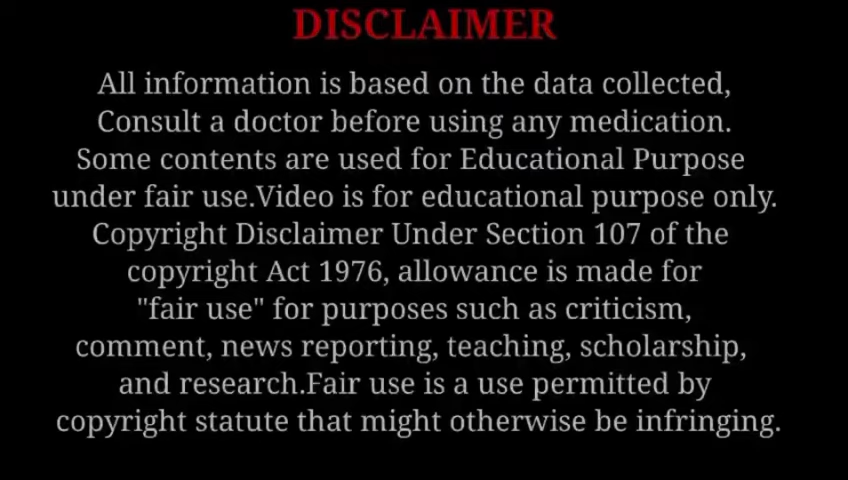 DISCLAIMER
All information is based on the data collected,
Consult a doctor before using any medication.
Some contents are used for Educational Purpose
under fair use.Video is for educational purpose only.
Copyright Disclaimer Under Section 107 of the
copyright Act 1976, allowance is made for
"fair use" for purposes such as criticism,
comment, news reporting, teaching, scholarship,
and research.Fair use is a use permitted by
copyright statute that might otherwise be infringing.